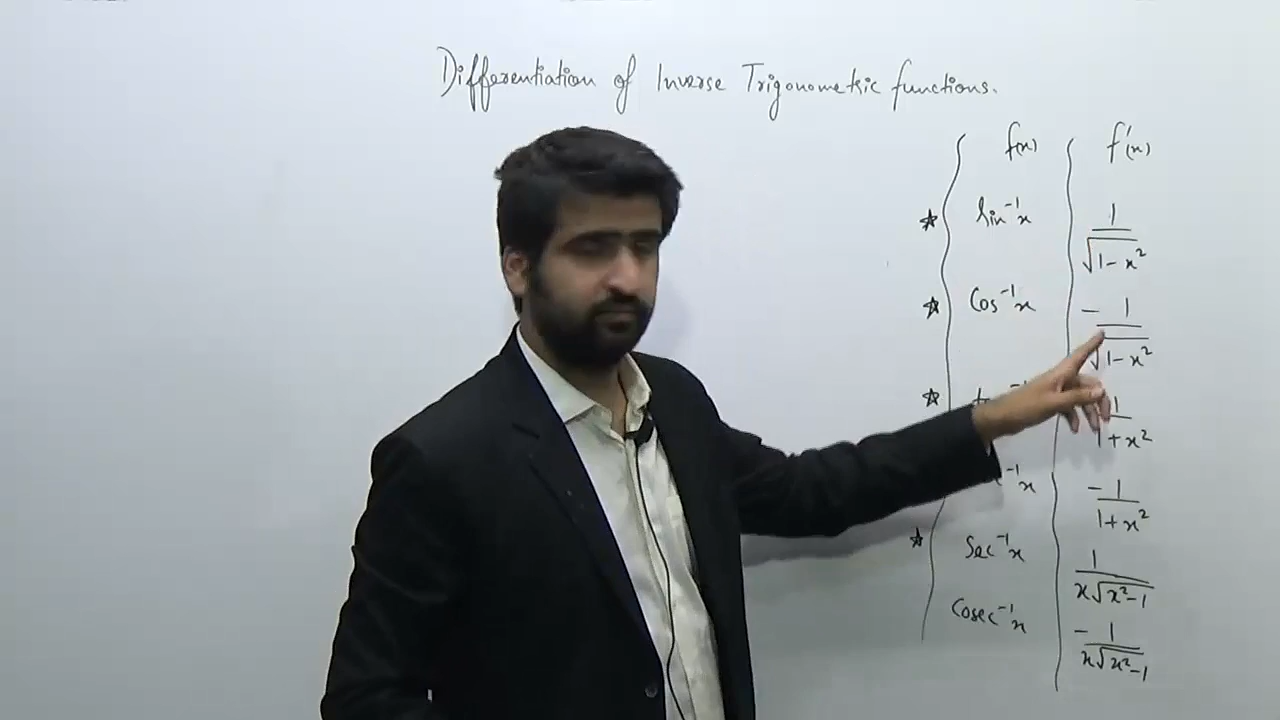 Differentiation of Inverse Trigonometric functions.
f(x) f'(x)
★ Sin⁻¹x 1/√(1-x²)
★ Cos⁻¹x -1/√(1-x²)
★ 1/(1+x²)
⁻¹x -1/(1+x²)
★ Sec⁻¹x 1/(x√(x²-1))
Cosec⁻¹x -1/(x√(x²-1))